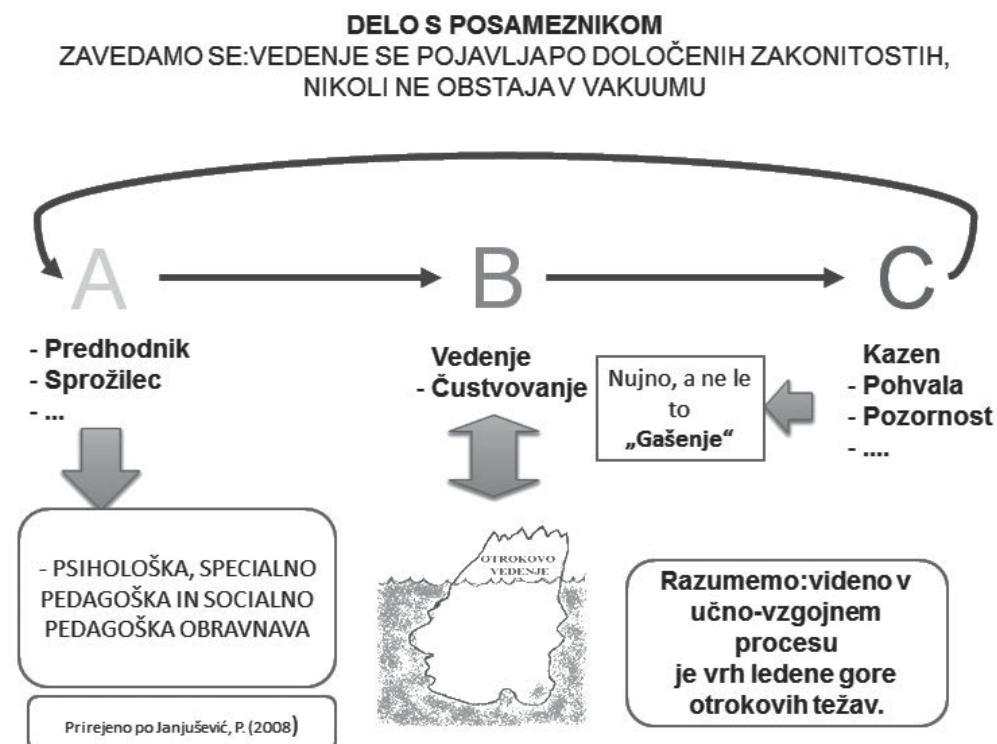 DELO S POSAMEZNIKOM
ZAVEDAMO SE:VEDENJE SE POJAVLJAPO DOLOČENIH ZAKONITOSTIH,
NIKOLI NE OBSTAJA V VAKUUMU
A
B
C
- Predhodnik
- Sprožilec
- ...
Vedenje
- Čustvovanje
Nujno, a ne le
to
„Gašenje“
Kazen
- Pohvala
- Pozornost
- ....
- PSIHOLOŠKA, SPECIALNO
PEDAGOŠKA IN SOCIALNO
PEDAGOŠKA OBRAVNAVA
OTROKOVO
VEDENJE
Razumemo:videno v
učno-vzgojnem
procesu
je vrh ledene gore
otrokovih težav.
Prirejeno po Janjušević, P. (2008)